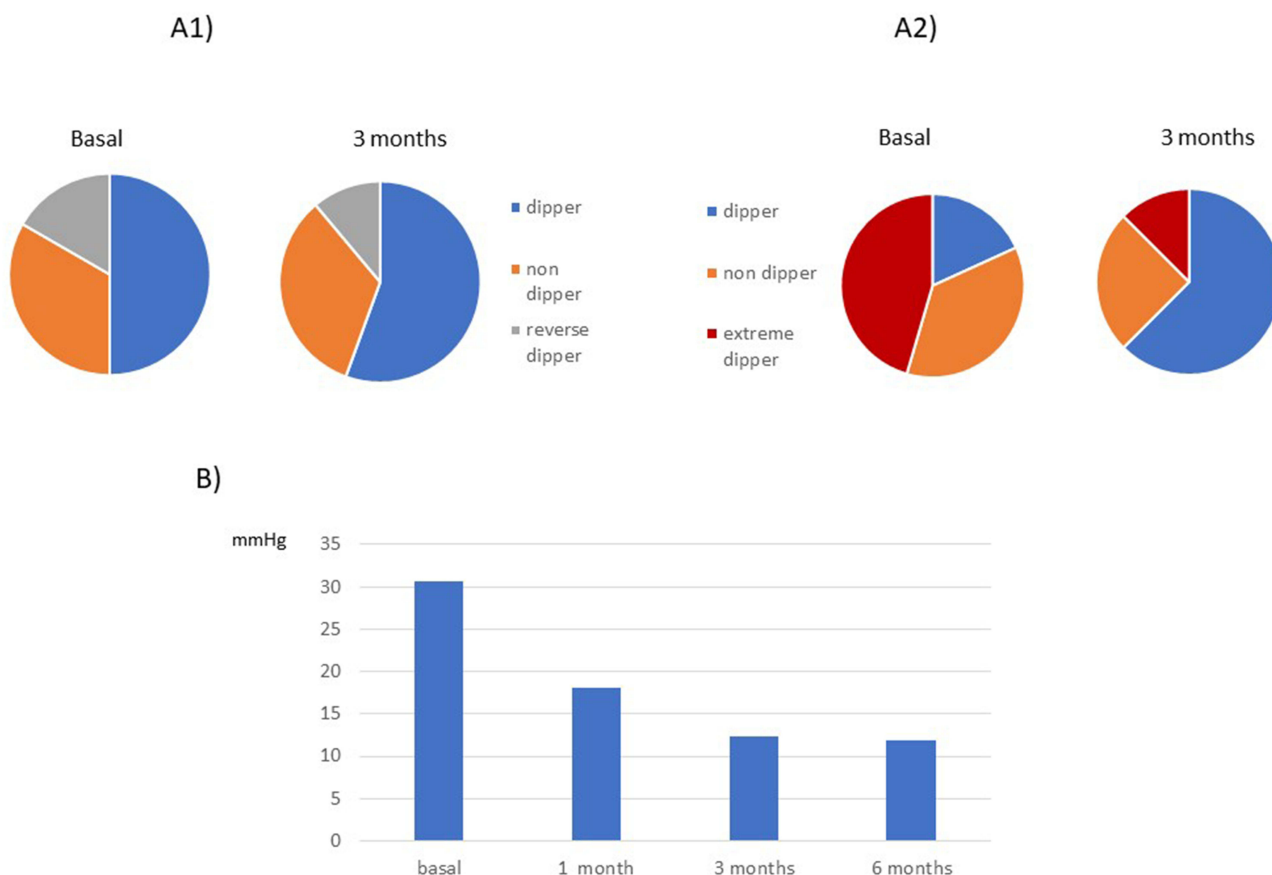 A1)
A2)
Basal
3 months
dipper
non
dipper
reverse
dipper
Basal
3 months
dipper
non dipper
extreme
dipper
B)
mmHg
35
30
25
20
15
10
5
0
basal
1 month
3 months
6 months